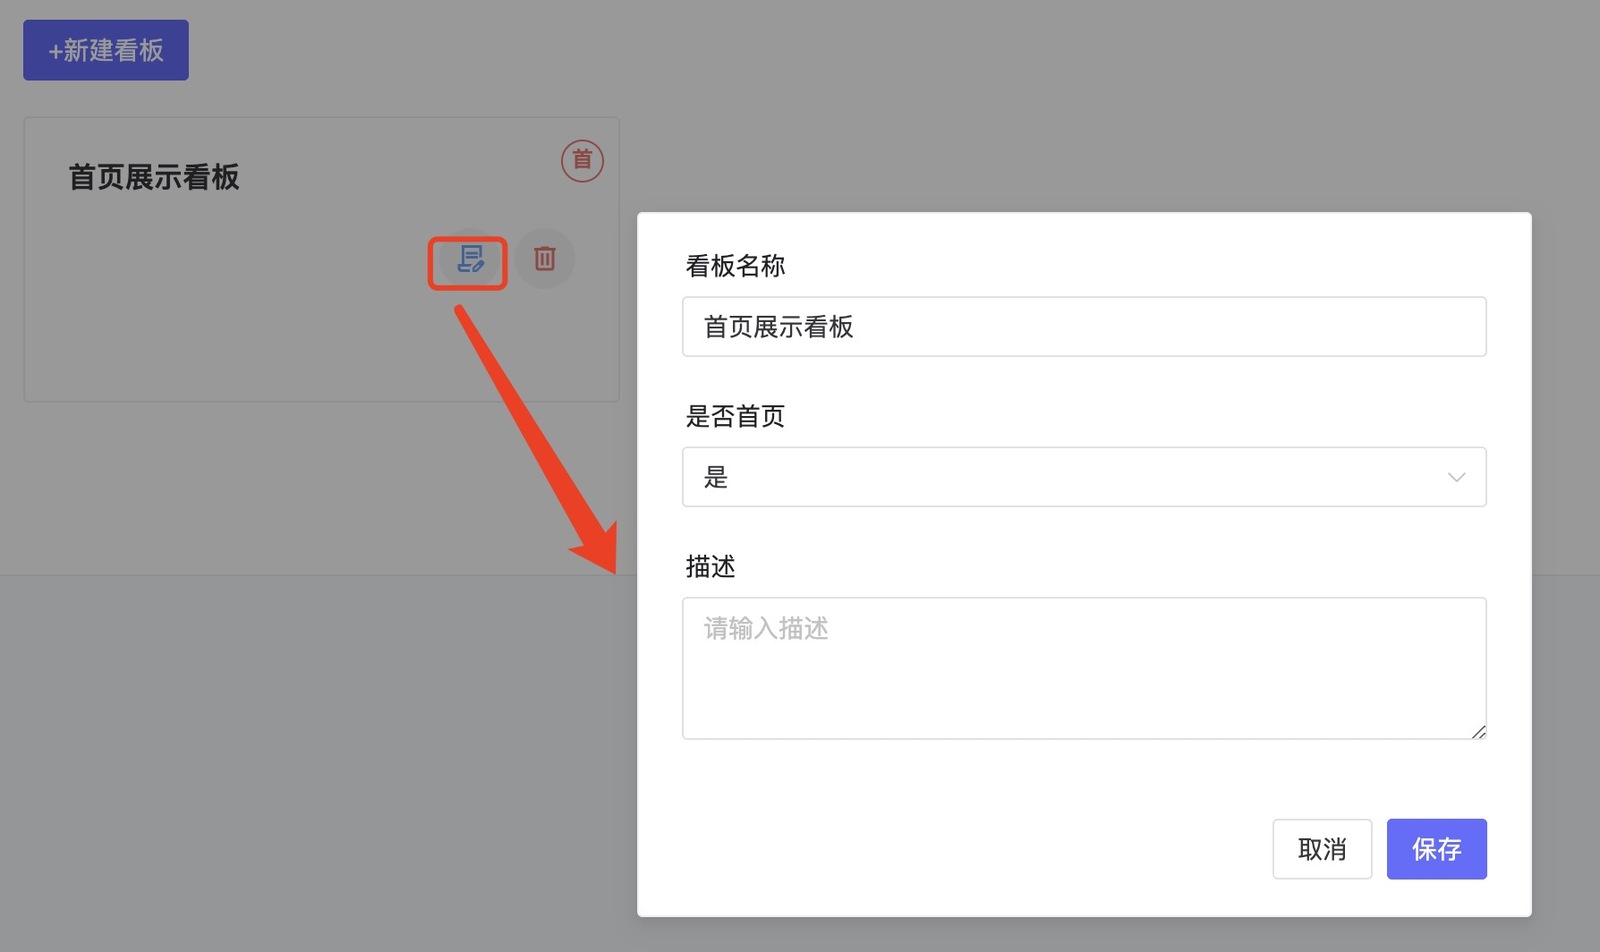 +新建看板
首页展示看板
首
看板名称
首页展示看板
是否首页
是
描述
请输入描述
取消
保存